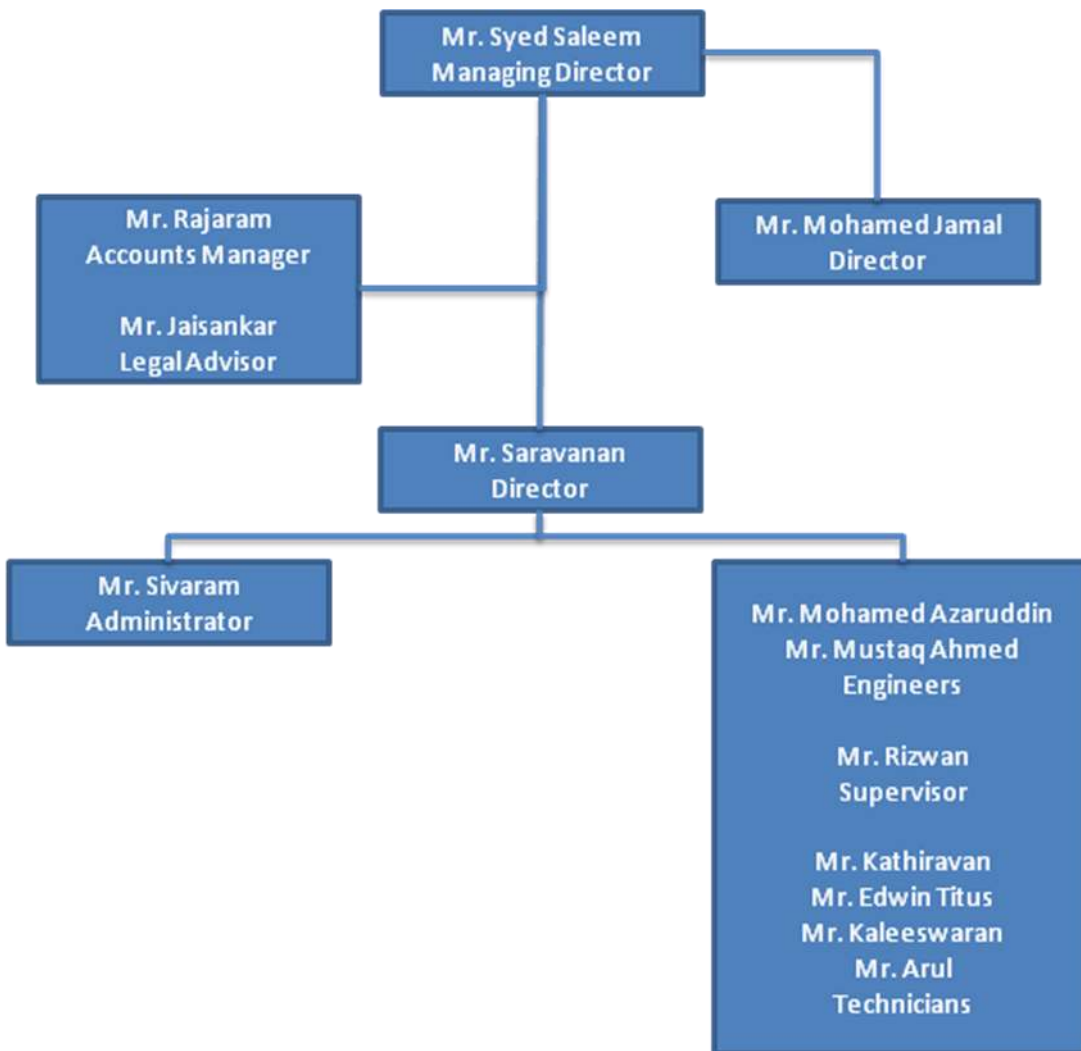 Mr. Syed Saleem
Managing Director
Mr. Rajaram
Accounts Manager
Mr. Jaisankar
Legal Advisor
Mr. Mohamed Jamal
Director
Mr. Saravanan
Director
Mr. Sivaram
Administrator
Mr. Mohamed Azaruddin
Mr. Mustaq Ahmed
Engineers
Mr. Rizwan
Supervisor
Mr. Kathiravan
Mr. Edwin Titus
Mr. Kaleeswaran
Mr. Arul
Technicians